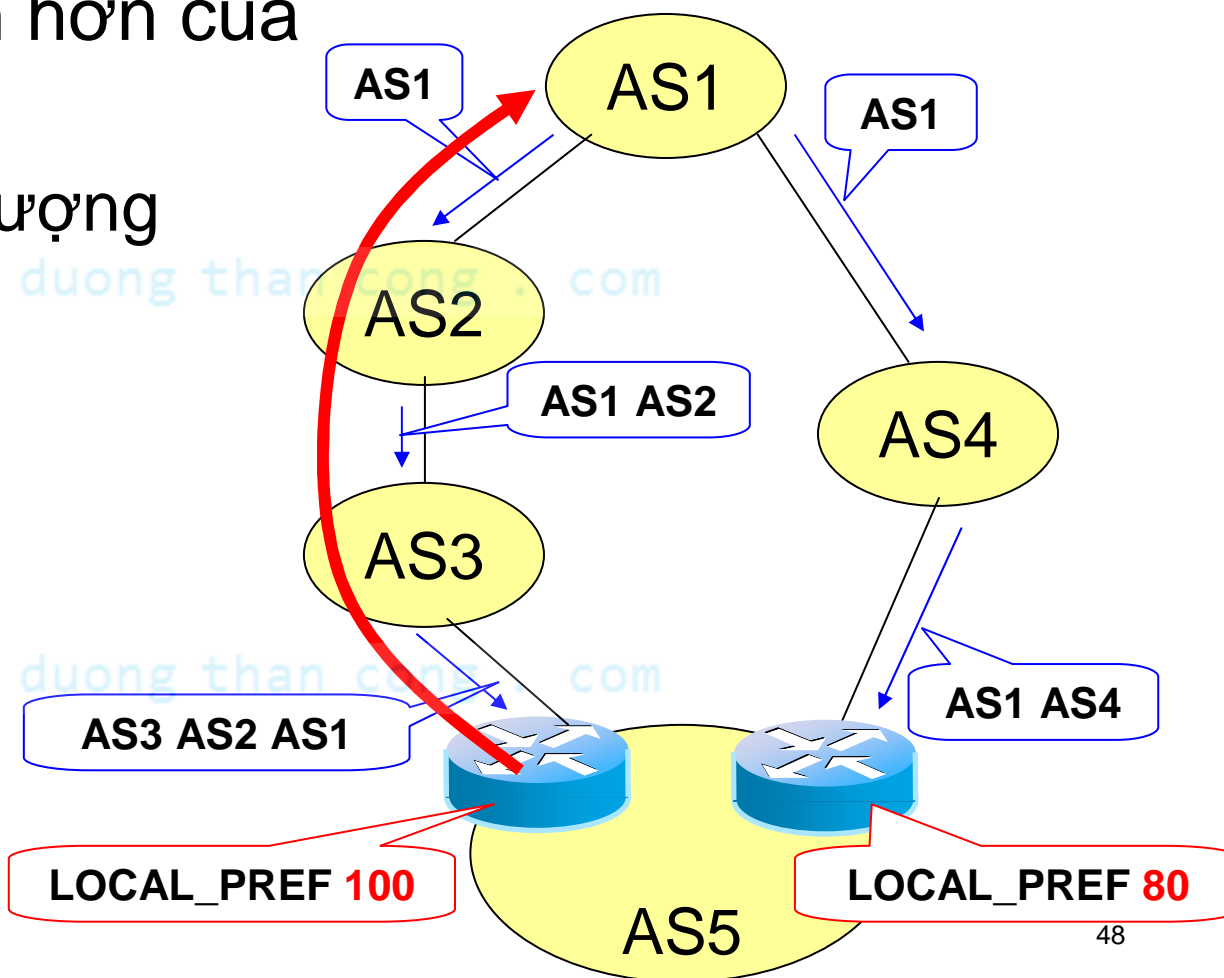 hơn của
AS1
AS1
AS1
ượng
duong than cong . com
AS2
AS1 AS2
AS4
AS3
duong than cong . com
AS3 AS2 AS1
AS1 AS4
LOCAL_PREF 100
LOCAL_PREF 80
AS5
48